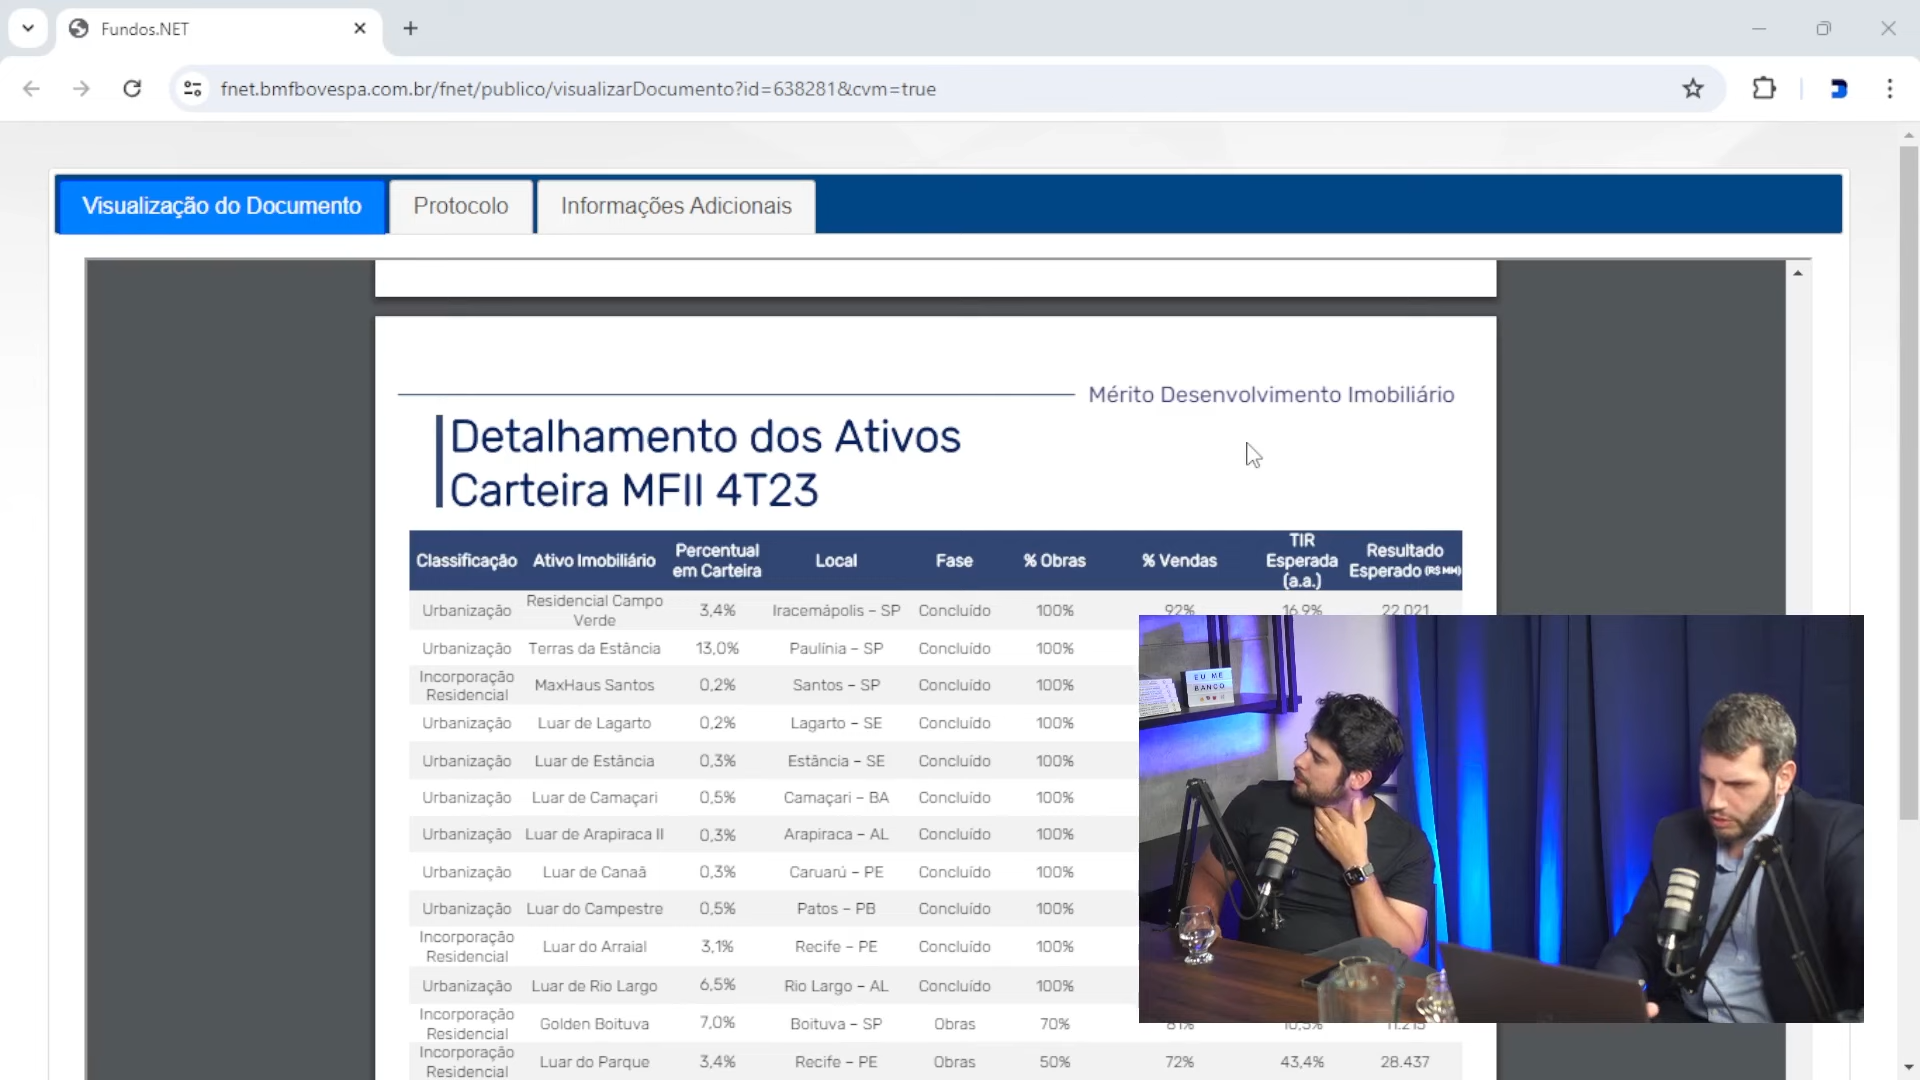 Fundos.NET
fnet.bmfbovespa.com.br/fnet/publico/visualizarDocumento?id=638281&cvm=true
Visualização do Documento Protocolo Informações Adicionais
Mérito Desenvolvimento Imobiliário
Detalhamento dos Ativos
Carteira MFII 4T23
Classificação Ativo Imobiliário Percentual em Carteira Local Fase % Obras % Vendas TIR Esperada (a.a.) Resultado Esperado (R$ MM)
Urbanização Residencial Campo Verde 3,4% Iracemápolis – SP Concluído 100% 92% 16,9% 22.021
Urbanização Terras da Estância 13,0% Paulínia – SP Concluído 100%
Incorporação Residencial MaxHaus Santos 0,2% Santos – SP Concluído 100%
Urbanização Luar de Lagarto 0,2% Lagarto – SE Concluído 100%
Urbanização Luar de Estância 0,3% Estância – SE Concluído 100%
Urbanização Luar de Camaçari 0,5% Camaçari – BA Concluído 100%
Urbanização Luar de Arapiraca II 0,3% Arapiraca – AL Concluído 100%
Urbanização Luar de Canaã 0,3% Caruarú – PE Concluído 100%
Urbanização Luar do Campestre 0,5% Patos – PB Concluído 100%
Incorporação Residencial Luar do Arraial 3,1% Recife – PE Concluído 100%
Urbanização Luar de Rio Largo 6,5% Rio Largo – AL Concluído 100%
Incorporação Residencial Golden Boituva 7,0% Boituva – SP Obras 70% 81%
Incorporação Residencial Luar do Parque 3,4% Recife – PE Obras 50% 72% 43,4% 28.437
EU ME
BANCO